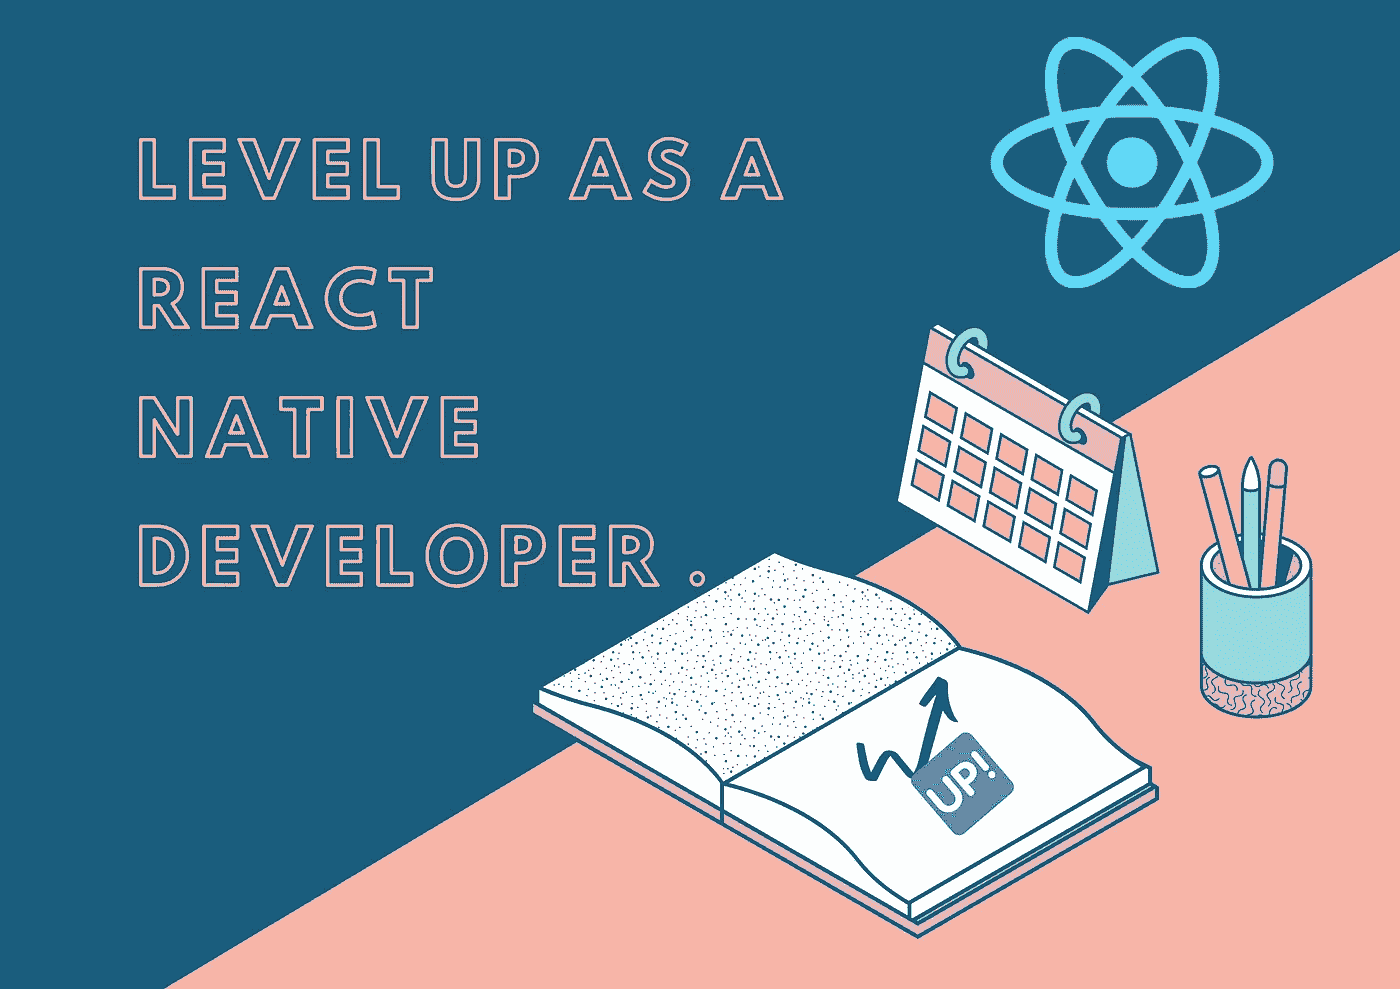 LEVEL UP AS A
REACT
NATIVE
DEVELOPER .
UP!